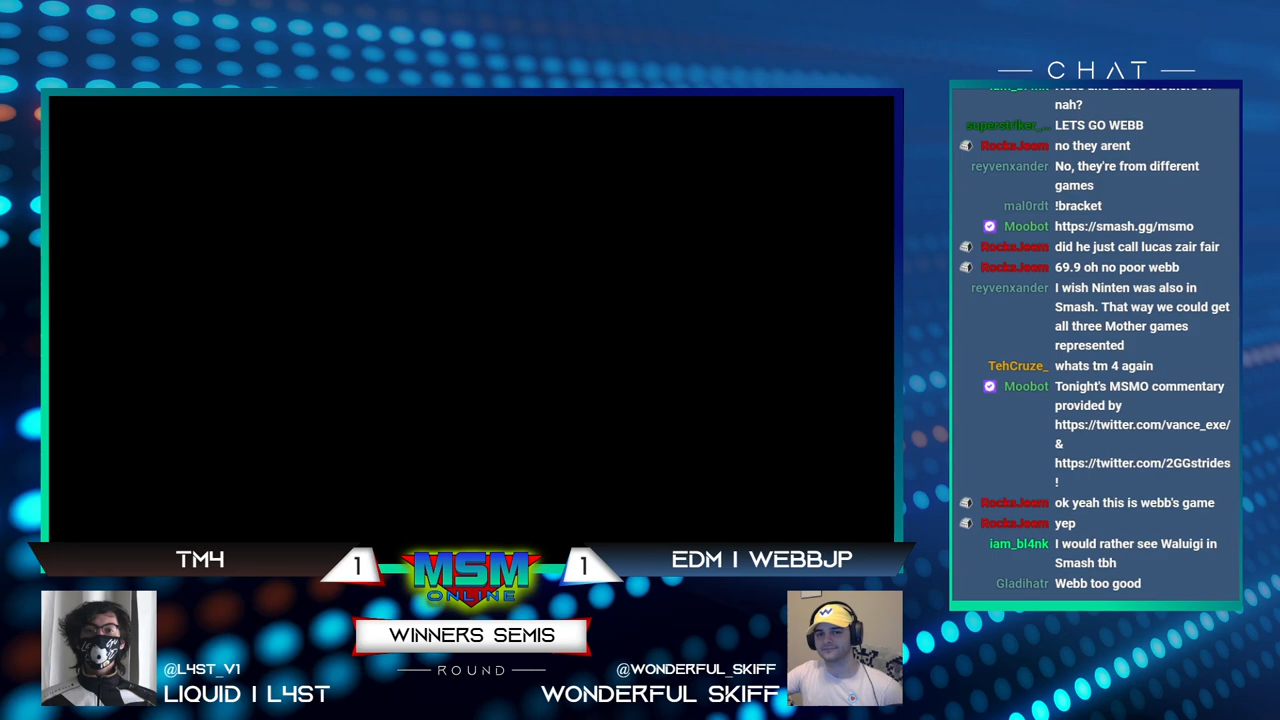 CHAT
nah?
superstriker_... LETS GO WEBB
RocksJoom no they arent
reyvenxander No, they're from different
games
mal0rdt !bracket
Moobot https://smash.gg/msmo
RocksJoom did he just call lucas zair fair
RocksJoom 69.9 oh no poor webb
reyvenxander I wish Ninten was also in
Smash. That way we could get
all three Mother games
represented
TehCruze_ whats tm 4 again
Moobot Tonight's MSMO commentary
provided by
https://twitter.com/vance_exe/
&
https://twitter.com/2GGstrides
!
RocksJoom ok yeah this is webb's game
RocksJoom yep
iam_bl4nk I would rather see Waluigi in
Smash tbh
Gladihatr Webb too good
TM4 1 MSM 1 EDM | WEBBJP
ONLINE
WINNERS SEMIS
ROUND
@L4ST_V1
LIQUID | L4ST
@WONDERFUL_SKIFF
WONDERFUL SKIFF